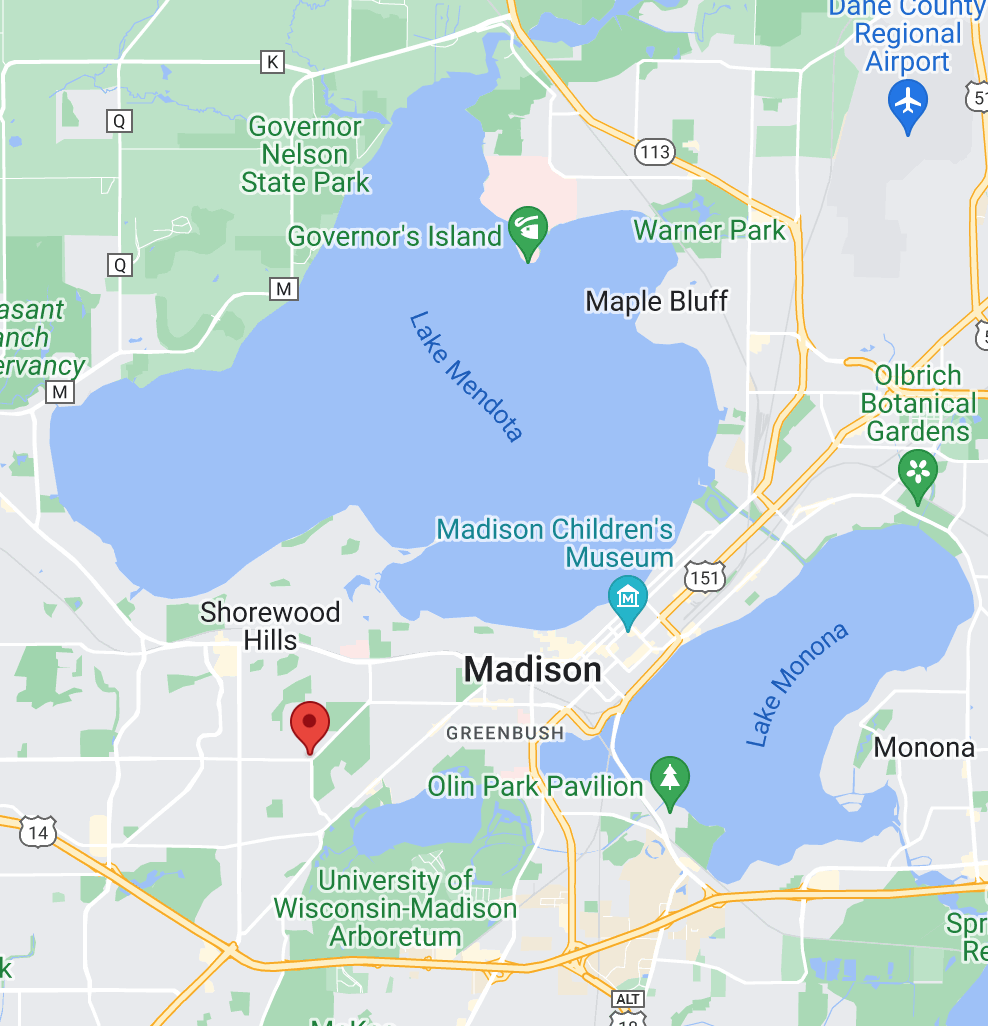 Dane County
Regional
Airport
K
51
Q
Governor
Nelson
State Park
113
Governor's Island
Warner Park
Q
M
Maple Bluff
asant
anch
ervancy
Lake Mendota
M
Olbrich
Botanical
Gardens
Madison Children's
Museum
M
151
Shorewood
Hills
Lake Monona
Madison
GREENBUSH
Monona
Olin Park Pavilion
14
University of
Wisconsin-Madison
Arboretum
Spr
Re
k
ALT
18